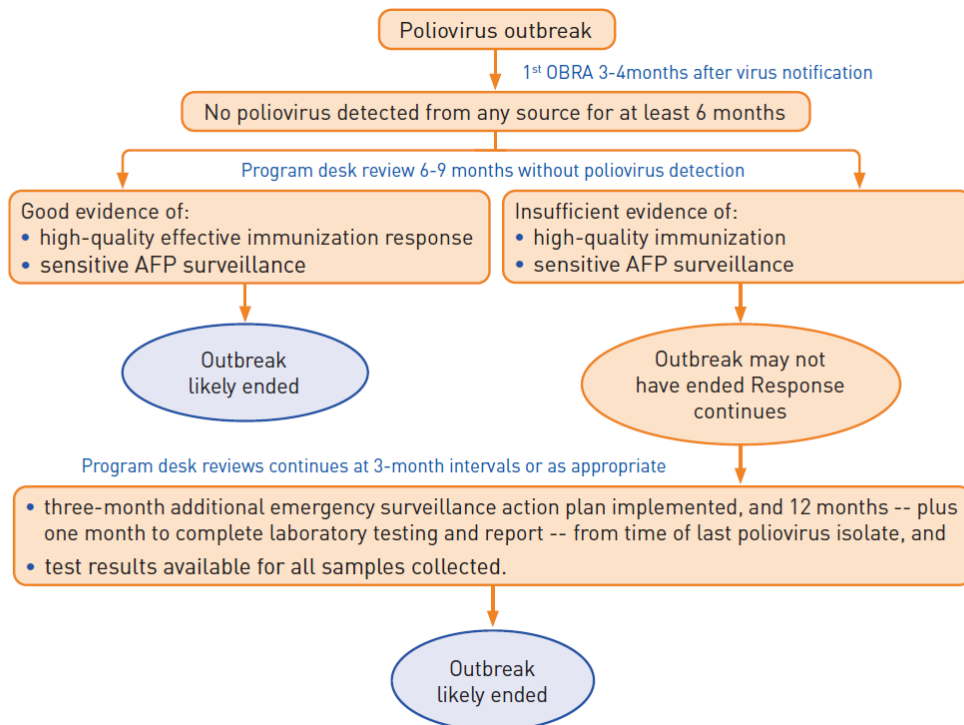 Poliovirus outbreak
1st OBRA 3-4months after virus notification
No poliovirus detected from any source for at least 6 months
Program desk review 6-9 months without poliovirus detection
Good evidence of:
• high-quality effective immunization response
• sensitive AFP surveillance
Insufficient evidence of:
• high-quality immunization
• sensitive AFP surveillance
Outbreak
likely ended
Outbreak may not
have ended Response
continues
Program desk reviews continues at 3-month intervals or as appropriate
• three-month additional emergency surveillance action plan implemented, and 12 months -- plus
one month to complete laboratory testing and report -- from time of last poliovirus isolate, and
• test results available for all samples collected.
Outbreak
likely ended